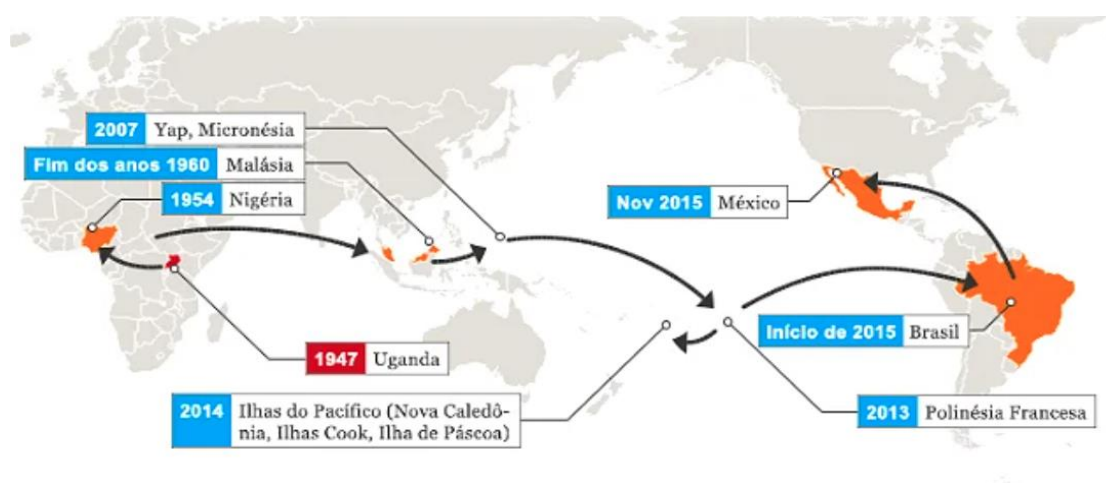 2007 Yap, Micronésia
Fim dos anos 1960 Malásia
1954 Nigéria
Nov 2015 México
Início de 2015 Brasil
1947 Uganda
2014 Ilhas do Pacífico (Nova Caledô-
nia, Ilhas Cook, Ilha de Páscoa)
2013 Polinésia Francesa